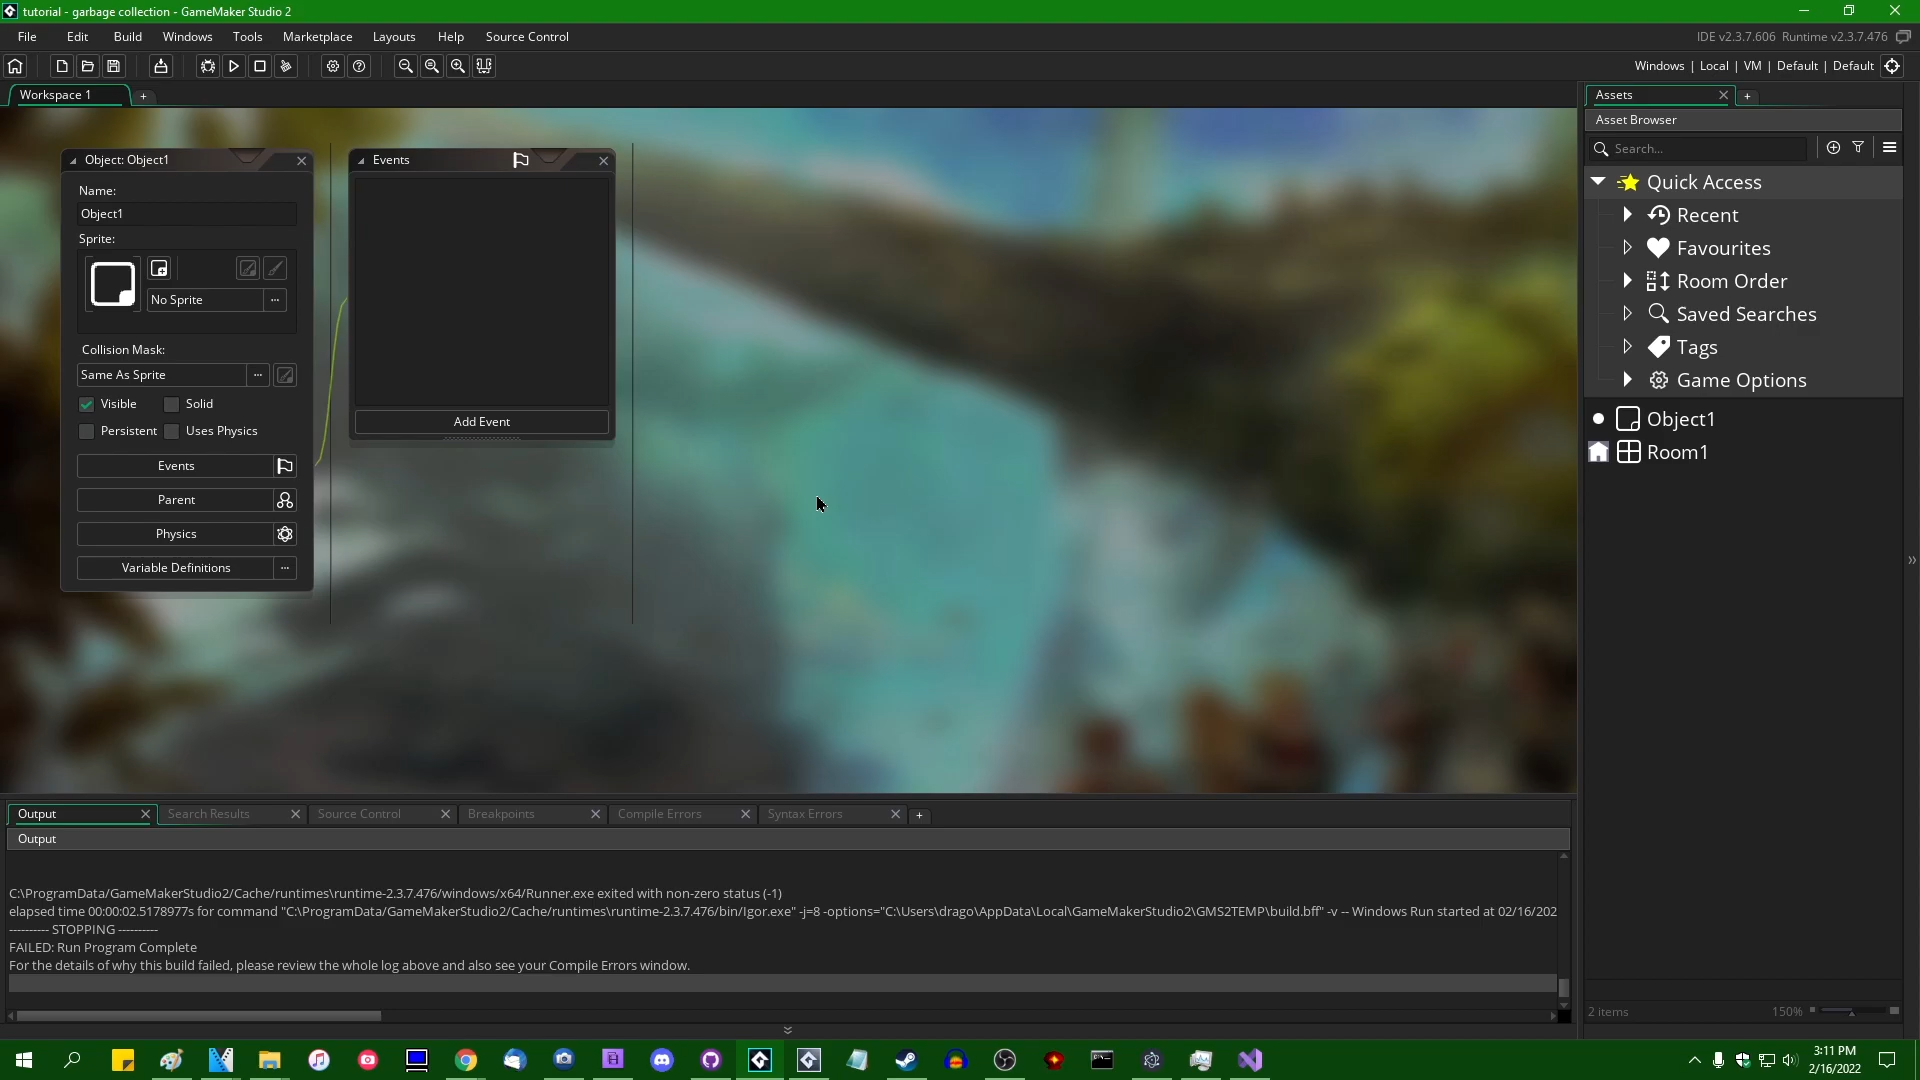 tutorial - garbage collection - GameMaker Studio 2
File Edit Build Windows Tools Marketplace Layouts Help Source Control
IDE v2.3.7.606 Runtime v2.3.7.476
Windows | Local | VM | Default | Default
Workspace 1
Assets
Asset Browser
Search...
Object: Object1
Events
Name:
Object1
Sprite:
No Sprite
Collision Mask:
Same As Sprite
Visible
Solid
Persistent
Uses Physics
Events
Parent
Physics
Variable Definitions
Add Event
Quick Access
Recent
Favourites
Room Order
Saved Searches
Tags
Game Options
Object1
Room1
2 items
150%
Output
Search Results
Source Control
Breakpoints
Compile Errors
Syntax Errors
Output
C:\ProgramData/GameMakerStudio2/Cache/runtimes\runtime-2.3.7.476/windows/x64/Runner.exe exited with non-zero status (-1)
elapsed time 00:00:02.5178977s for command "C:\ProgramData/GameMakerStudio2/Cache/runtimes\runtime-2.3.7.476/bin/Igor.exe" -j=8 -options="C:\Users\drago\AppData\Local\GameMakerStudio2\GMS2TEMP\build.bff" -v -- Windows Run started at 02/16/202
---------- STOPPING ----------
FAILED: Run Program Complete
For the details of why this build failed, please review the whole log above and also see your Compile Errors window.
3:11 PM
2/16/2022